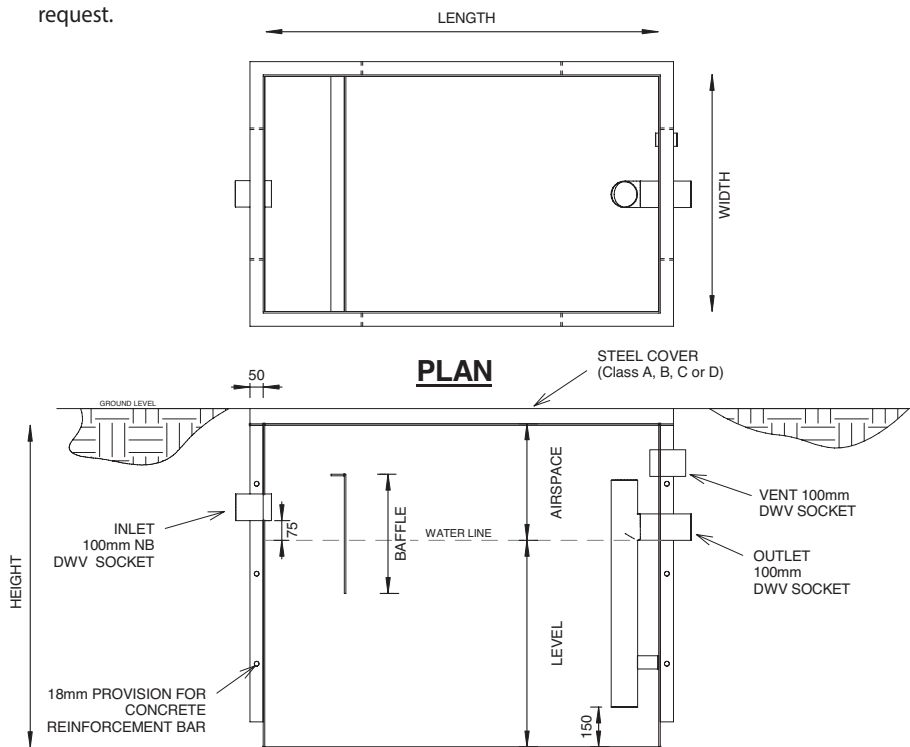 request.
LENGTH
WIDTH
PLAN
STEEL COVER
(Class A, B, C or D)
50
GROUND LEVEL
AIRSPACE
VENT 100mm
DWV SOCKET
INLET
100mm NB
DWV SOCKET
75
BAFFLE
WATER LINE
OUTLET
100mm
DWV SOCKET
HEIGHT
LEVEL
18mm PROVISION FOR
CONCRETE
REINFORCEMENT BAR
150